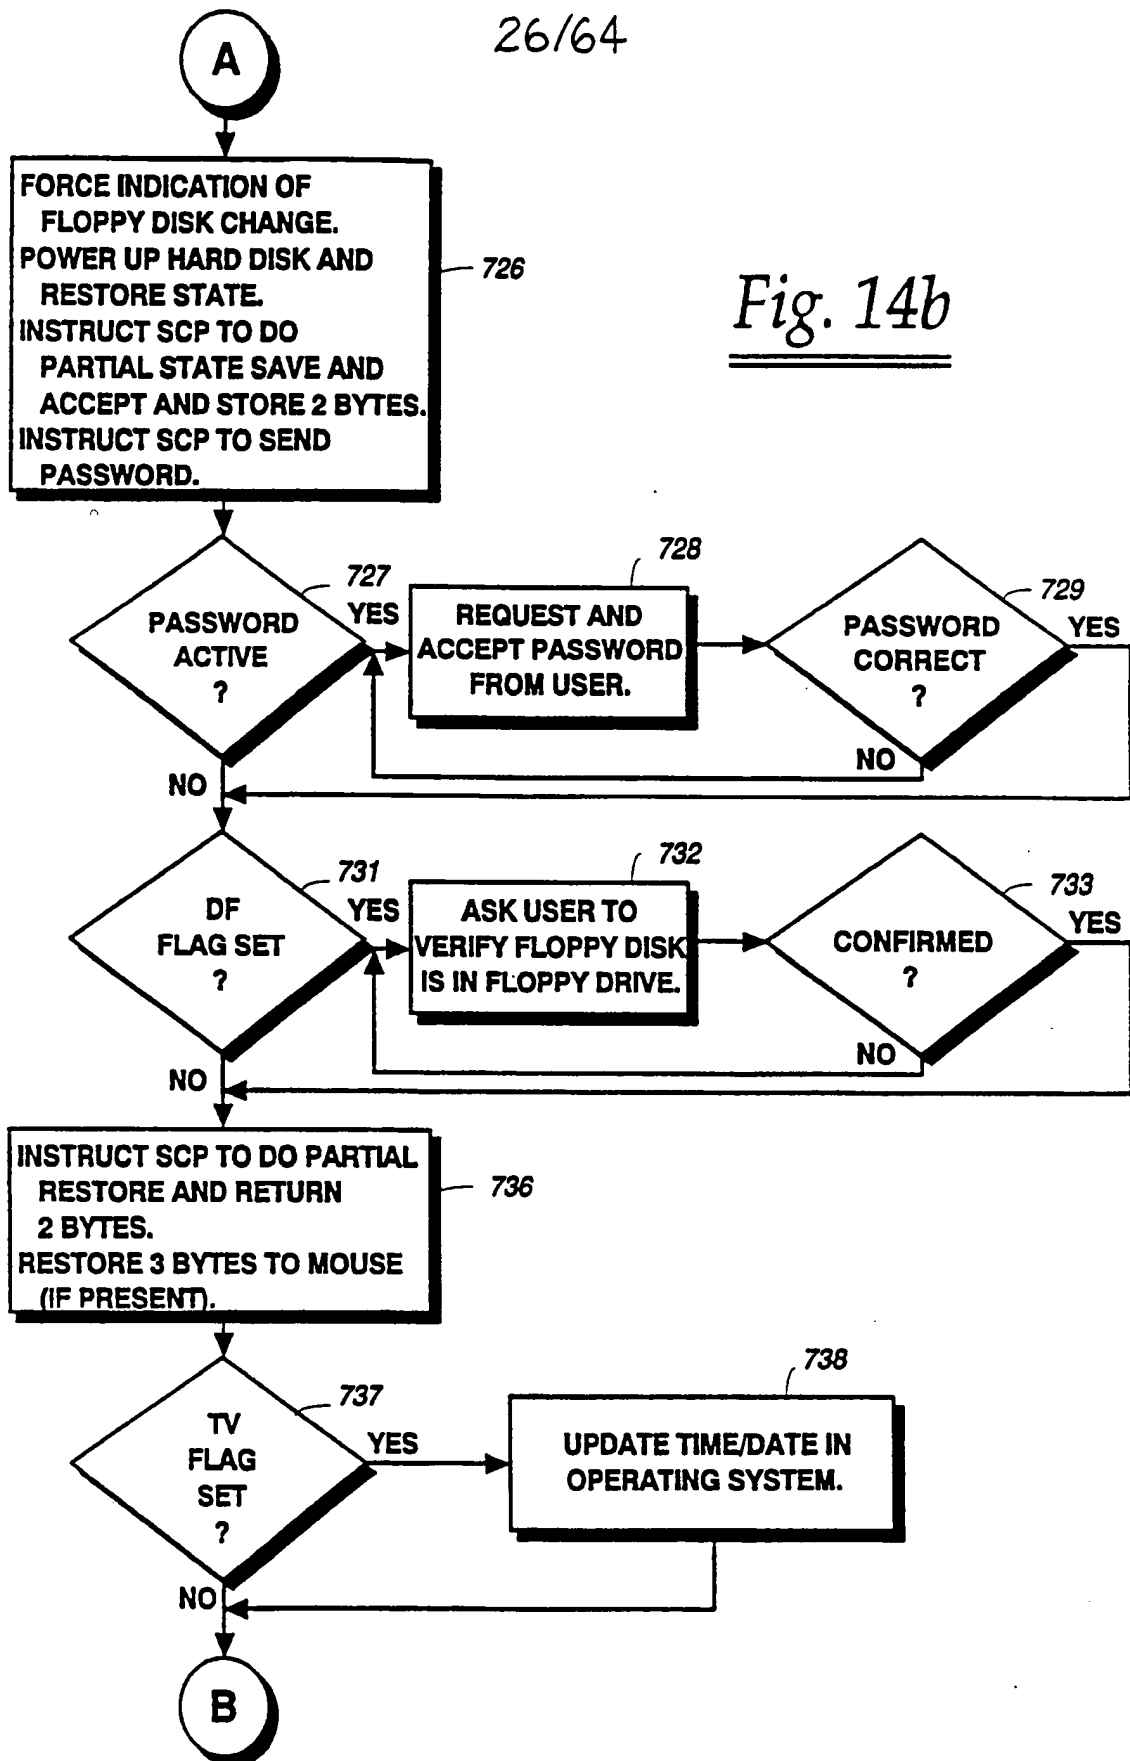 26/64
A
FORCE INDICATION OF
FLOPPY DISK CHANGE.
POWER UP HARD DISK AND
RESTORE STATE.
INSTRUCT SCP TO DO
PARTIAL STATE SAVE AND
ACCEPT AND STORE 2 BYTES.
INSTRUCT SCP TO SEND
PASSWORD.
726
Fig. 14b
727
PASSWORD
ACTIVE
?
YES
NO
728
REQUEST AND
ACCEPT PASSWORD
FROM USER.
729
PASSWORD
CORRECT
?
YES
NO
731
DF
FLAG SET
?
YES
NO
732
ASK USER TO
VERIFY FLOPPY DISK
IS IN FLOPPY DRIVE.
733
CONFIRMED
?
YES
NO
INSTRUCT SCP TO DO PARTIAL
RESTORE AND RETURN
2 BYTES.
RESTORE 3 BYTES TO MOUSE
(IF PRESENT).
736
737
TV
FLAG
SET
?
YES
NO
738
UPDATE TIME/DATE IN
OPERATING SYSTEM.
B